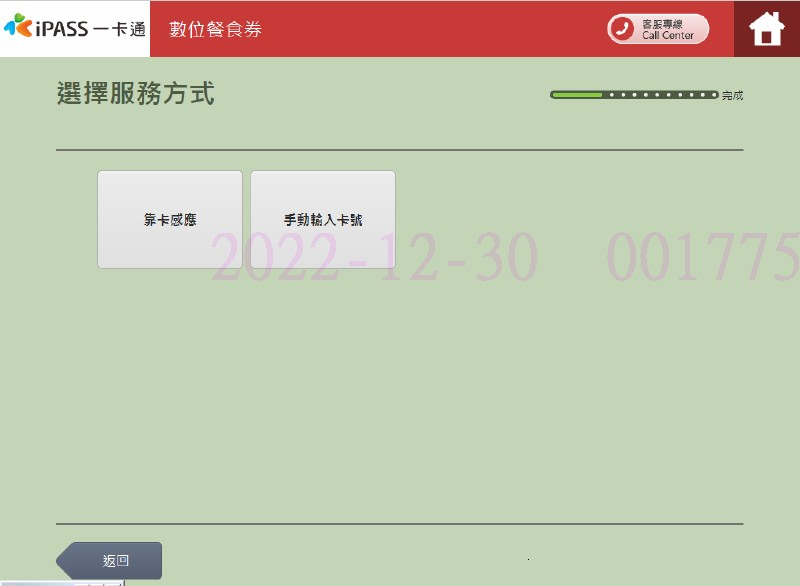 iPASS 一卡通
數位餐食券
客服專線
Call Center
選擇服務方式
完成
靠卡感應
手動輸入卡號
2022-12-30 001775
返回